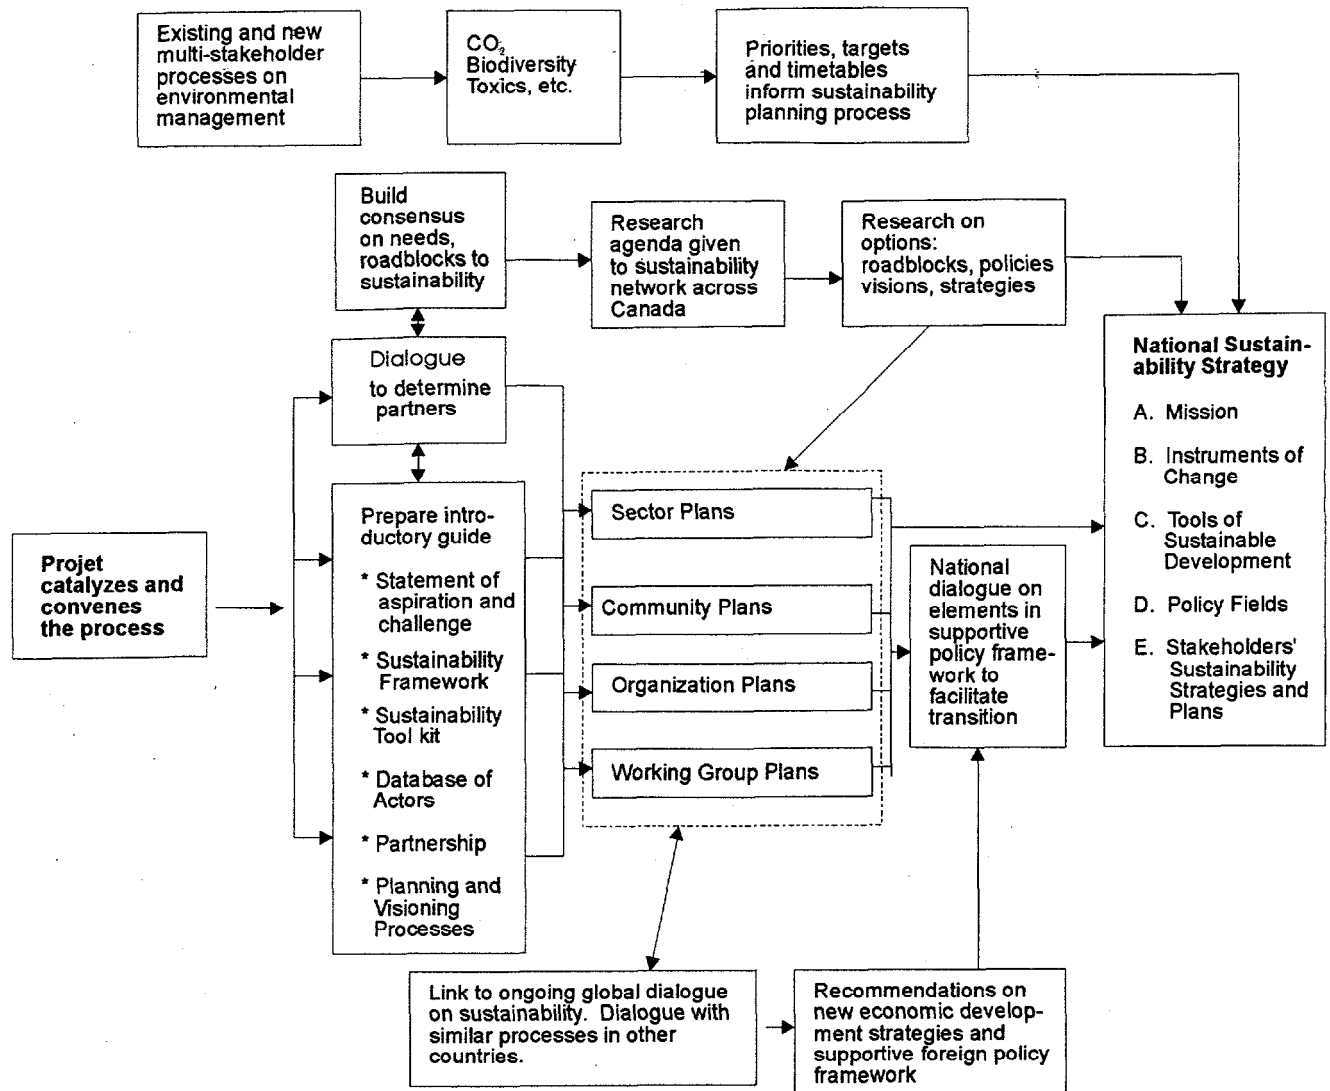 Existing and new
multi-stakeholder
processes on
environmental
management
CO₂
Biodiversity
Toxics, etc.
Priorities, targets
and timetables
inform sustainability
planning process
Build
consensus
on needs,
roadblocks to
sustainability
Research
agenda given
to sustainability
network across
Canada
Research on
options:
roadblocks, policies
visions, strategies
Dialogue
to determine
partners
Projet
catalyzes and
convenes
the process
Prepare intro-
ductory guide
* Statement of
aspiration and
challenge
* Sustainability
Framework
* Sustainability
Tool kit
* Database of
Actors
* Partnership
* Planning and
Visioning
Processes
Sector Plans
Community Plans
Organization Plans
Working Group Plans
National
dialogue on
elements in
supportive
policy frame-
work to
facilitate
transition
National Sustain-
ability Strategy
A. Mission
B. Instruments of
Change
C. Tools of
Sustainable
Development
D. Policy Fields
E. Stakeholders'
Sustainability
Strategies and
Plans
Link to ongoing global dialogue
on sustainability. Dialogue with
similar processes in other
countries.
Recommendations on
new economic develop-
ment strategies and
supportive foreign policy
framework